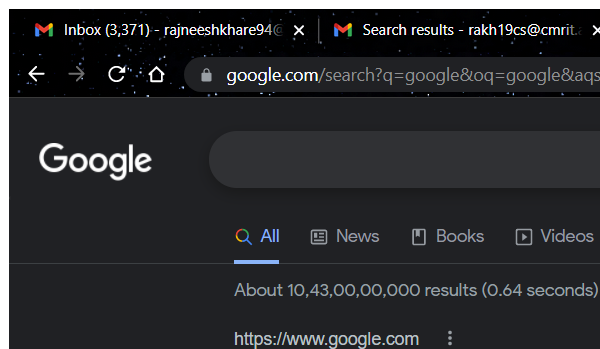 Inbox (3,371) - rajneeshkhare94@
Search results - rakh19cs@cmrit.
google.com/search?q=google&oq=google&aqs
Google
All News Books Videos
About 10,43,00,00,000 results (0.64 seconds)
https://www.google.com